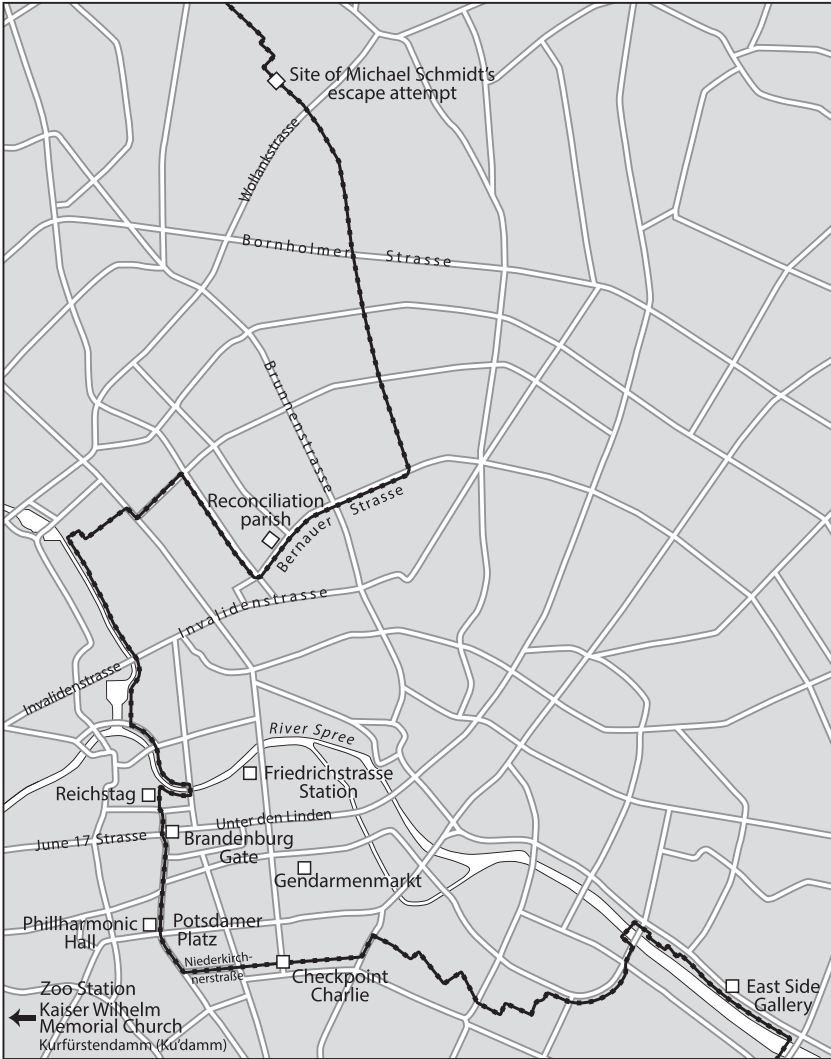 Site of Michael Schmidt's
escape attempt
Wollankstrasse
Bornholmer Strasse
Brunnenstrasse
Reconciliation
parish
Bernauer Strasse
Invalidenstrasse
Invalidenstrasse
River Spree
Friedrichstrasse
Station
Reichstag
Unter den Linden
June 17 Strasse
Brandenburg
Gate
Gendarmenmarkt
Phillharmonic
Hall
Potsdamer
Platz
Niederkirch-
nerstraße
Checkpoint
Charlie
East Side
Gallery
Zoo Station
Kaiser Wilhelm
Memorial Church
Kurfürstendamm (Ku'damm)